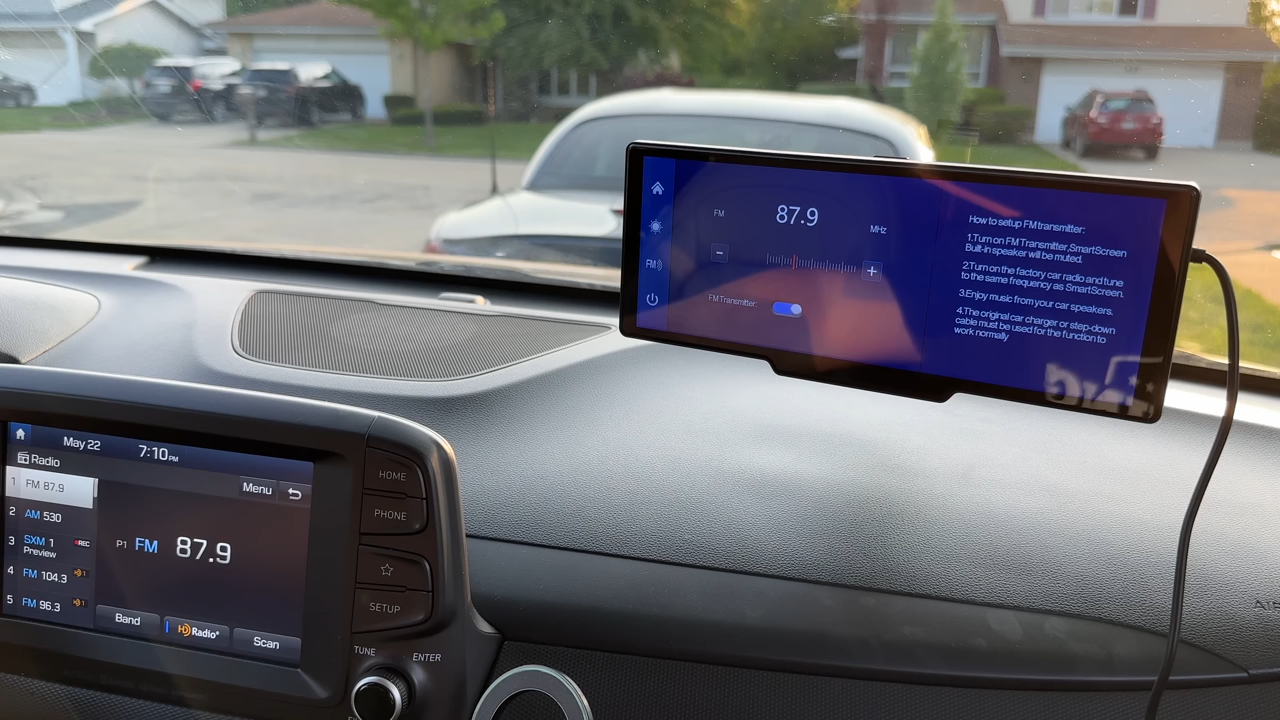 FM
87.9
MHz
FM
FM Transmitter:
How to setup FM transmitter:
1.Turn on FM Transmitter,SmartScreen
Built-in speaker will be muted.
2.Turn on the factory car radio and tune
to the same frequency as SmartScreen.
3.Enjoy music from your car speakers.
4.The original car charger or step-down
cable must be used for the function to
work normally
May 22
7:10 PM
Radio
Menu
1 FM 87.9
2 AM 530
3 SXM 1 REC
Preview
4 FM 104.3
5 FM 96.3
P1 FM 87.9
Band
HD Radio
Scan
HOME
PHONE
SETUP
TUNE
ENTER